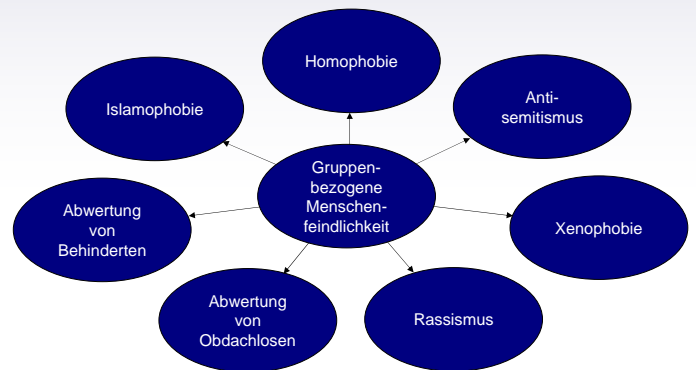 Homophobie
Islamophobie
Anti-
semitismus
Gruppen-
bezogene
Menschen-
feindlichkeit
Abwertung
von
Behinderten
Xenophobie
Abwertung
von
Obdachlosen
Rassismus